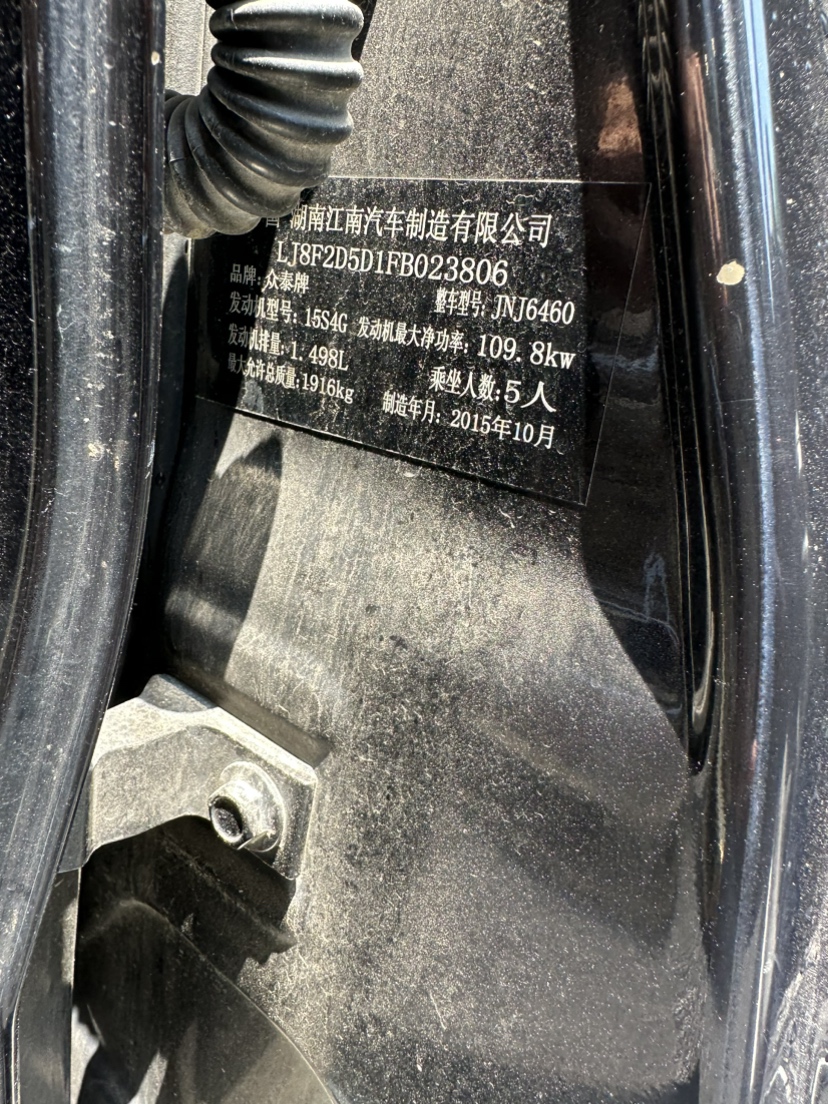 湖南江南汽车制造有限公司
LJ8F2D5D1FB023806
品牌:众泰牌 整车型号:JNJ6460
发动机型号:15S4G 发动机最大净功率:109.8kw
发动机排量:1.498L 乘坐人数:5人
最大允许总质量:1916kg 制造年月:2015年10月